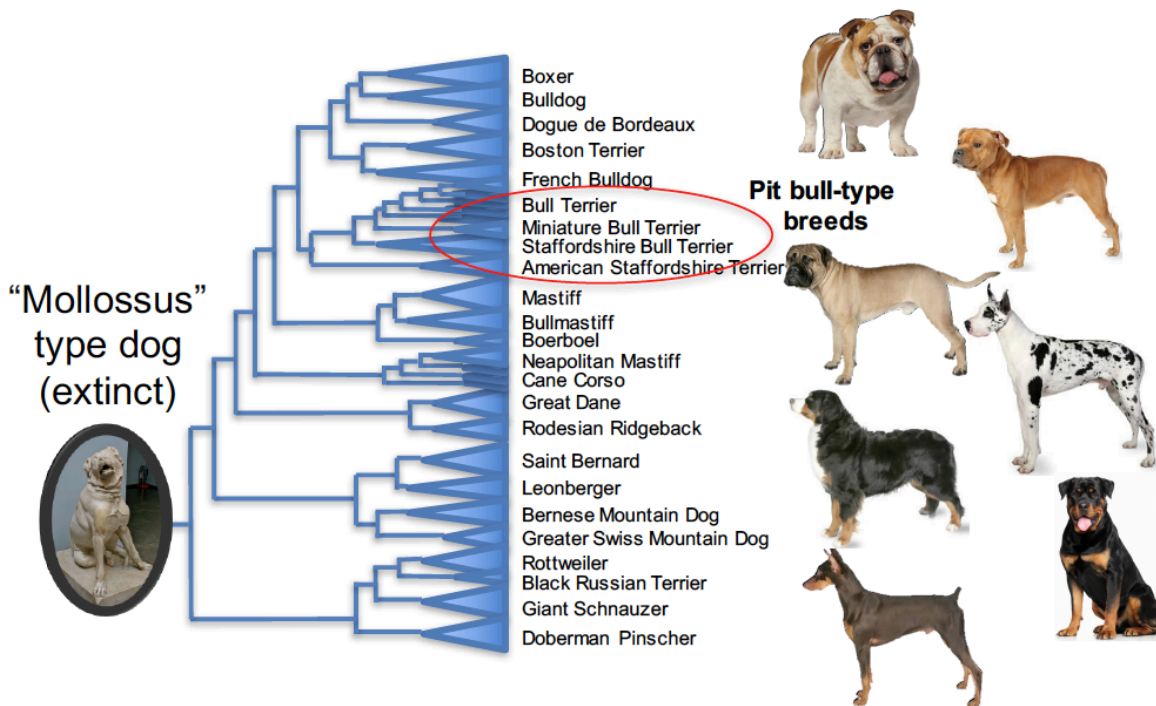 Boxer
Bulldog
Dogue de Bordeaux
Boston Terrier
French Bulldog
Bull Terrier
Miniature Bull Terrier
Staffordshire Bull Terrier
American Staffordshire Terrier
Mastiff
Bullmastiff
Boerboel
Neapolitan Mastiff
Cane Corso
Great Dane
Rodesian Ridgeback
Saint Bernard
Leonberger
Bernese Mountain Dog
Greater Swiss Mountain Dog
Rottweiler
Black Russian Terrier
Giant Schnauzer
Doberman Pinscher
Pit bull-type
breeds
“Mollossus”
type dog
(extinct)